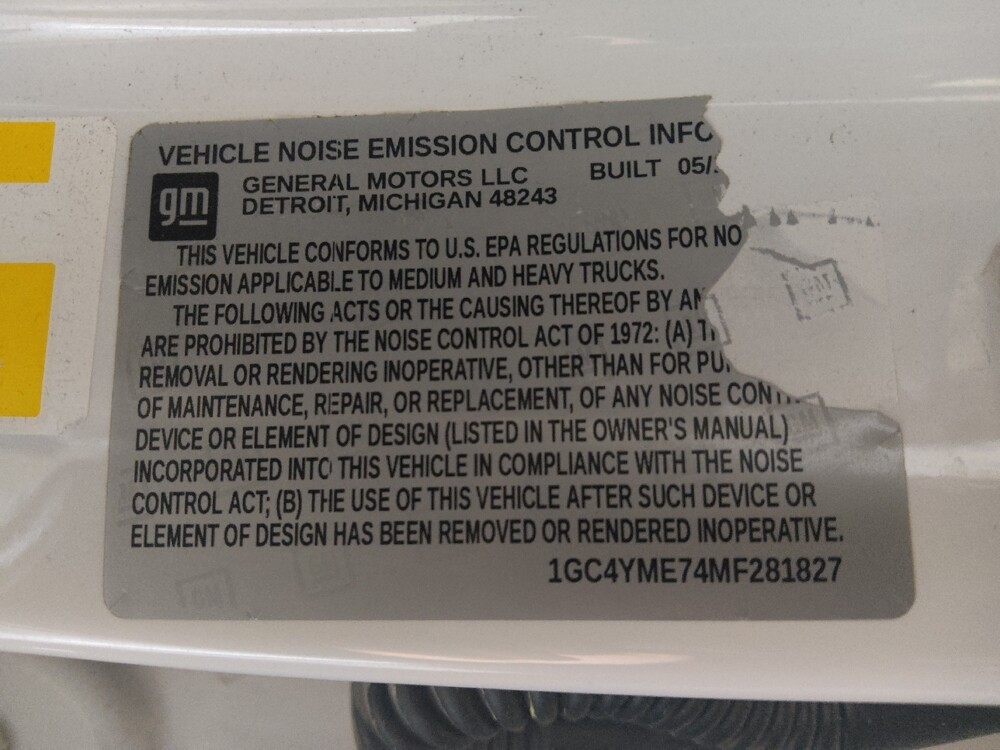 VEHICLE NOISE EMISSION CONTROL
gm
GENERAL MOTORS LLC
DETROIT, MICHIGAN 48243
BUILT 05/
THIS VEHICLE CONFORMS TO U.S. EPA REGULATIONS FOR NO
EMISSION APPLICABLE TO MEDIUM AND HEAVY TRUCKS.
THE FOLLOWING ACTS OR THE CAUSING THEREOF BY AN
ARE PROHIBITED BY THE NOISE CONTROL ACT OF 1972: (A)
REMOVAL OR RENDERING INOPERATIVE, OTHER THAN FOR
OF MAINTENANCE, REPAIR, OR REPLACEMENT, OF ANY NOISE
DEVICE OR ELEMENT OF DESIGN (LISTED IN THE OWNER'S MANUAL)
INCORPORATED INTO THIS VEHICLE IN COMPLIANCE WITH THE NOISE
CONTROL ACT; (B) THE USE OF THIS VEHICLE AFTER SUCH DEVICE OR
ELEMENT OF DESIGN HAS BEEN REMOVED OR RENDERED INOPERATIVE.
1GC4YME74MF281827